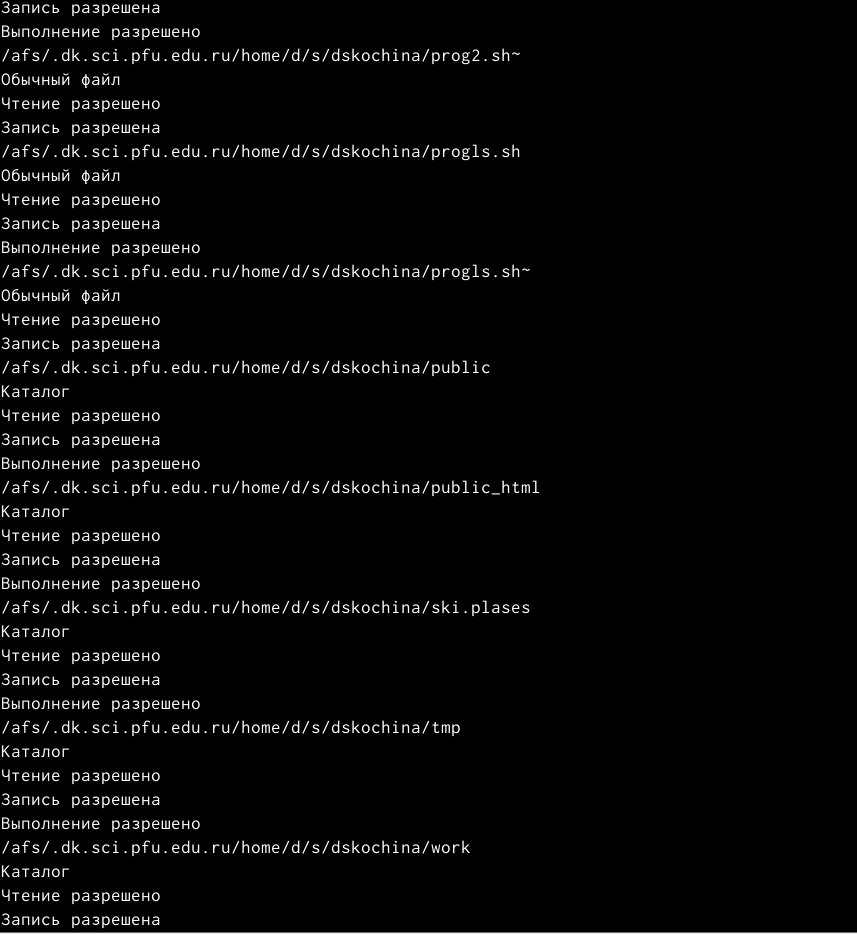 Запись разрешена
Выполнение разрешено
/afs/.dk.sci.pfu.edu.ru/home/d/s/dskochina/prog2.sh~
Обычный файл
Чтение разрешено
Запись разрешена
/afs/.dk.sci.pfu.edu.ru/home/d/s/dskochina/progls.sh
Обычный файл
Чтение разрешено
Запись разрешена
Выполнение разрешено
/afs/.dk.sci.pfu.edu.ru/home/d/s/dskochina/progls.sh~
Обычный файл
Чтение разрешено
Запись разрешена
/afs/.dk.sci.pfu.edu.ru/home/d/s/dskochina/public
Каталог
Чтение разрешено
Запись разрешена
Выполнение разрешено
/afs/.dk.sci.pfu.edu.ru/home/d/s/dskochina/public_html
Каталог
Чтение разрешено
Запись разрешена
Выполнение разрешено
/afs/.dk.sci.pfu.edu.ru/home/d/s/dskochina/ski.plases
Каталог
Чтение разрешено
Запись разрешена
Выполнение разрешено
/afs/.dk.sci.pfu.edu.ru/home/d/s/dskochina/tmp
Каталог
Чтение разрешено
Запись разрешена
Выполнение разрешено
/afs/.dk.sci.pfu.edu.ru/home/d/s/dskochina/work
Каталог
Чтение разрешено
Запись разрешена